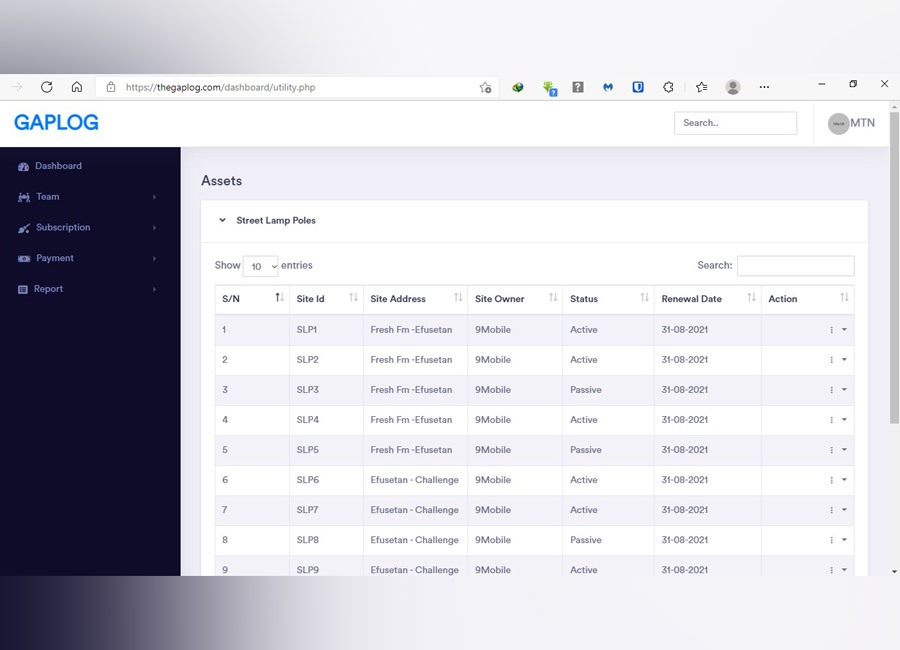 https://thegaplog.com/dashboard/utility.php
GAPLOG
Search..
MTN
Dashboard
Team
Subscription
Payment
Report
Assets
Street Lamp Poles
Show 10 entries
Search:
S/N Site Id Site Address Site Owner Status Renewal Date Action
1 SLP1 Fresh Fm -Efusetan 9Mobile Active 31-08-2021
2 SLP2 Fresh Fm -Efusetan 9Mobile Active 31-08-2021
3 SLP3 Fresh Fm -Efusetan 9Mobile Passive 31-08-2021
4 SLP4 Fresh Fm -Efusetan 9Mobile Active 31-08-2021
5 SLP5 Fresh Fm -Efusetan 9Mobile Passive 31-08-2021
6 SLP6 Efusetan - Challenge 9Mobile Active 31-08-2021
7 SLP7 Efusetan - Challenge 9Mobile Active 31-08-2021
8 SLP8 Efusetan - Challenge 9Mobile Passive 31-08-2021
9 SLP9 Efusetan - Challenge 9Mobile Active 31-08-2021